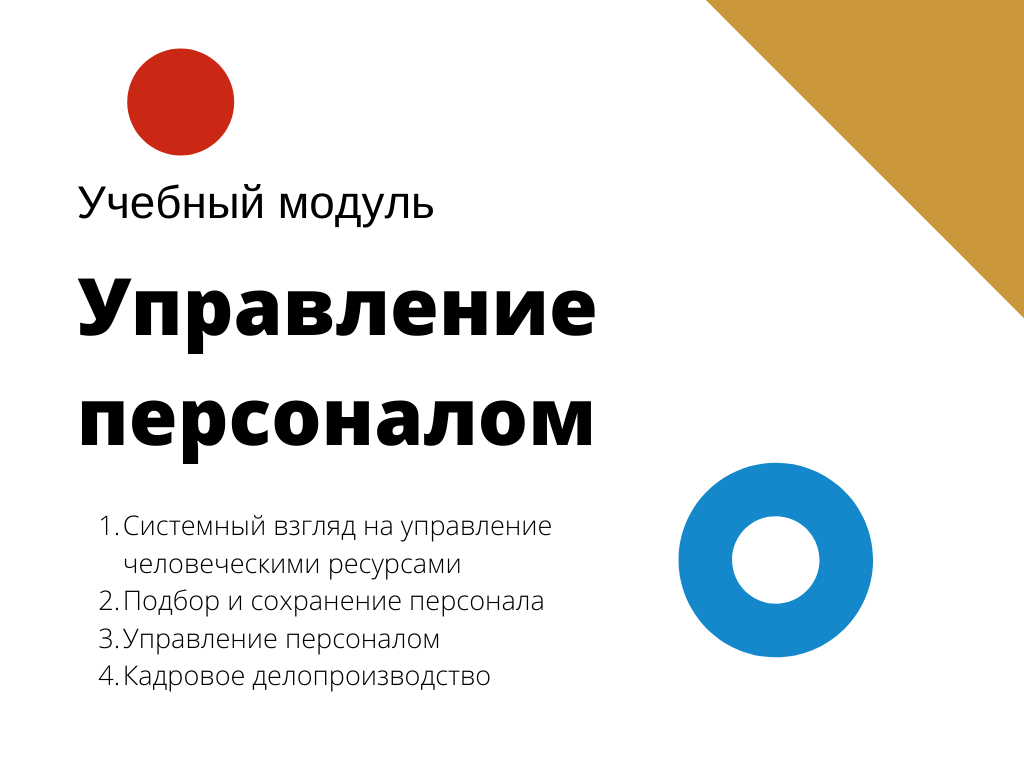 Учебный модуль
Управление
персоналом
1. Системный взгляд на управление
человеческими ресурсами
2. Подбор и сохранение персонала
3. Управление персоналом
4. Кадровое делопроизводство